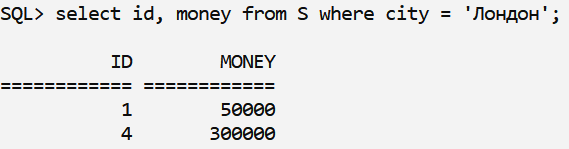 SQL> select id, money from S where city = 'Лондон';
ID MONEY
============ ============
1 50000
4 300000